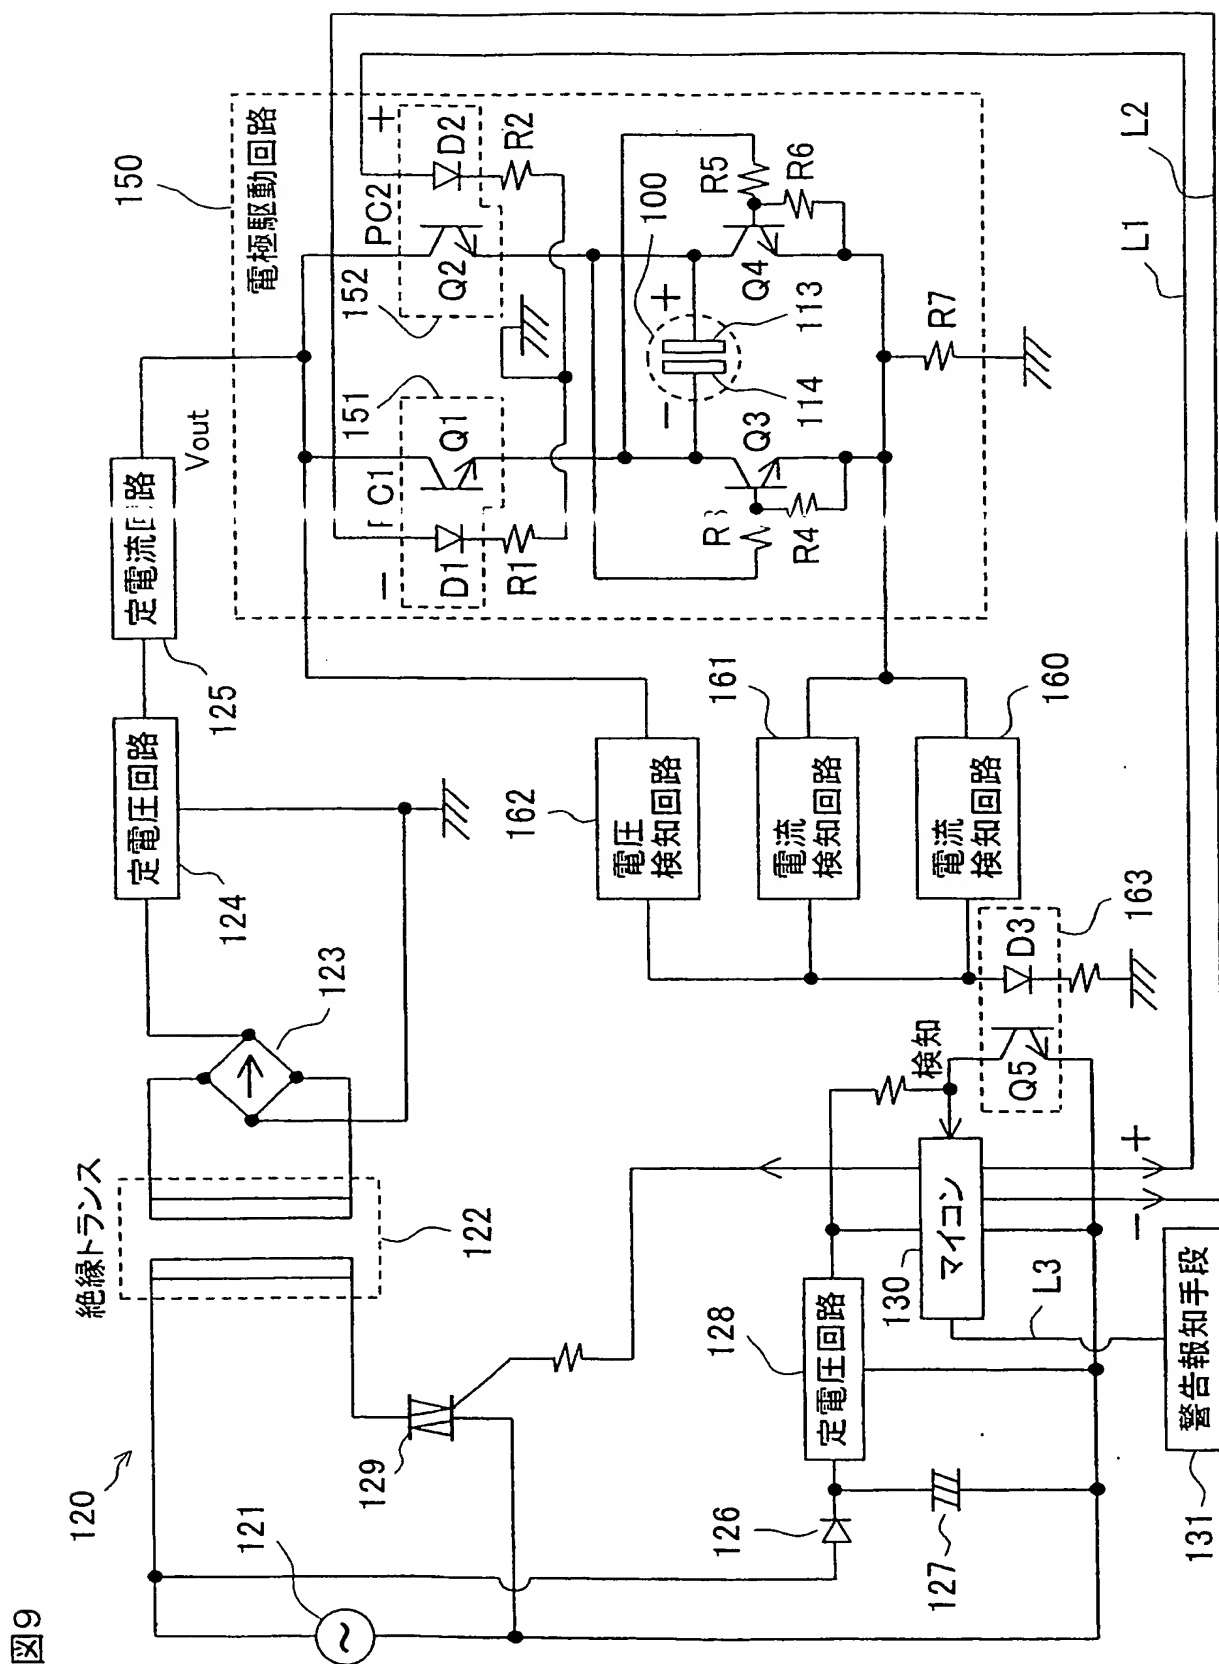 図9
120
121
絶縁トランス
122
123
129
定電圧回路
124
定電流回路
125
Vout
電極駆動回路
150
PC2
+
D2
R2
Q2
152
151
Q1
C1
−
D1
R1
100
+
−
113
114
R5
R6
Q4
Q3
R
R4
R7
L2
L1
電圧
検知回路
162
電流
検知回路
161
電流
検知回路
160
163
D3
Q5
検知
マイコン
130
+
−
L3
定電圧回路
128
126
127
警告報知手段
131